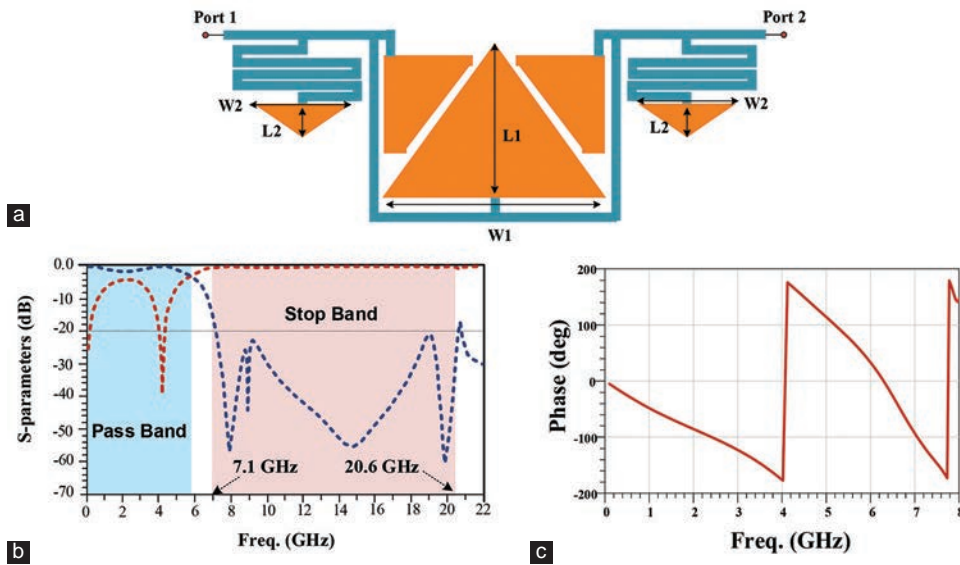 Port 1
Port 2
W2
L2
L1
W2
L2
W1
a
S-parameters (dB)
0.0
-10
-20
-30
-40
-50
-60
-70
Stop Band
Pass Band
7.1 GHz
20.6 GHz
0 2 4 6 8 10 12 14 16 18 20 22
Freq. (GHz)
b
Phase (deg)
200
100
0
-100
-200
0 1 2 3 4 5 6 7 8
Freq. (GHz)
c